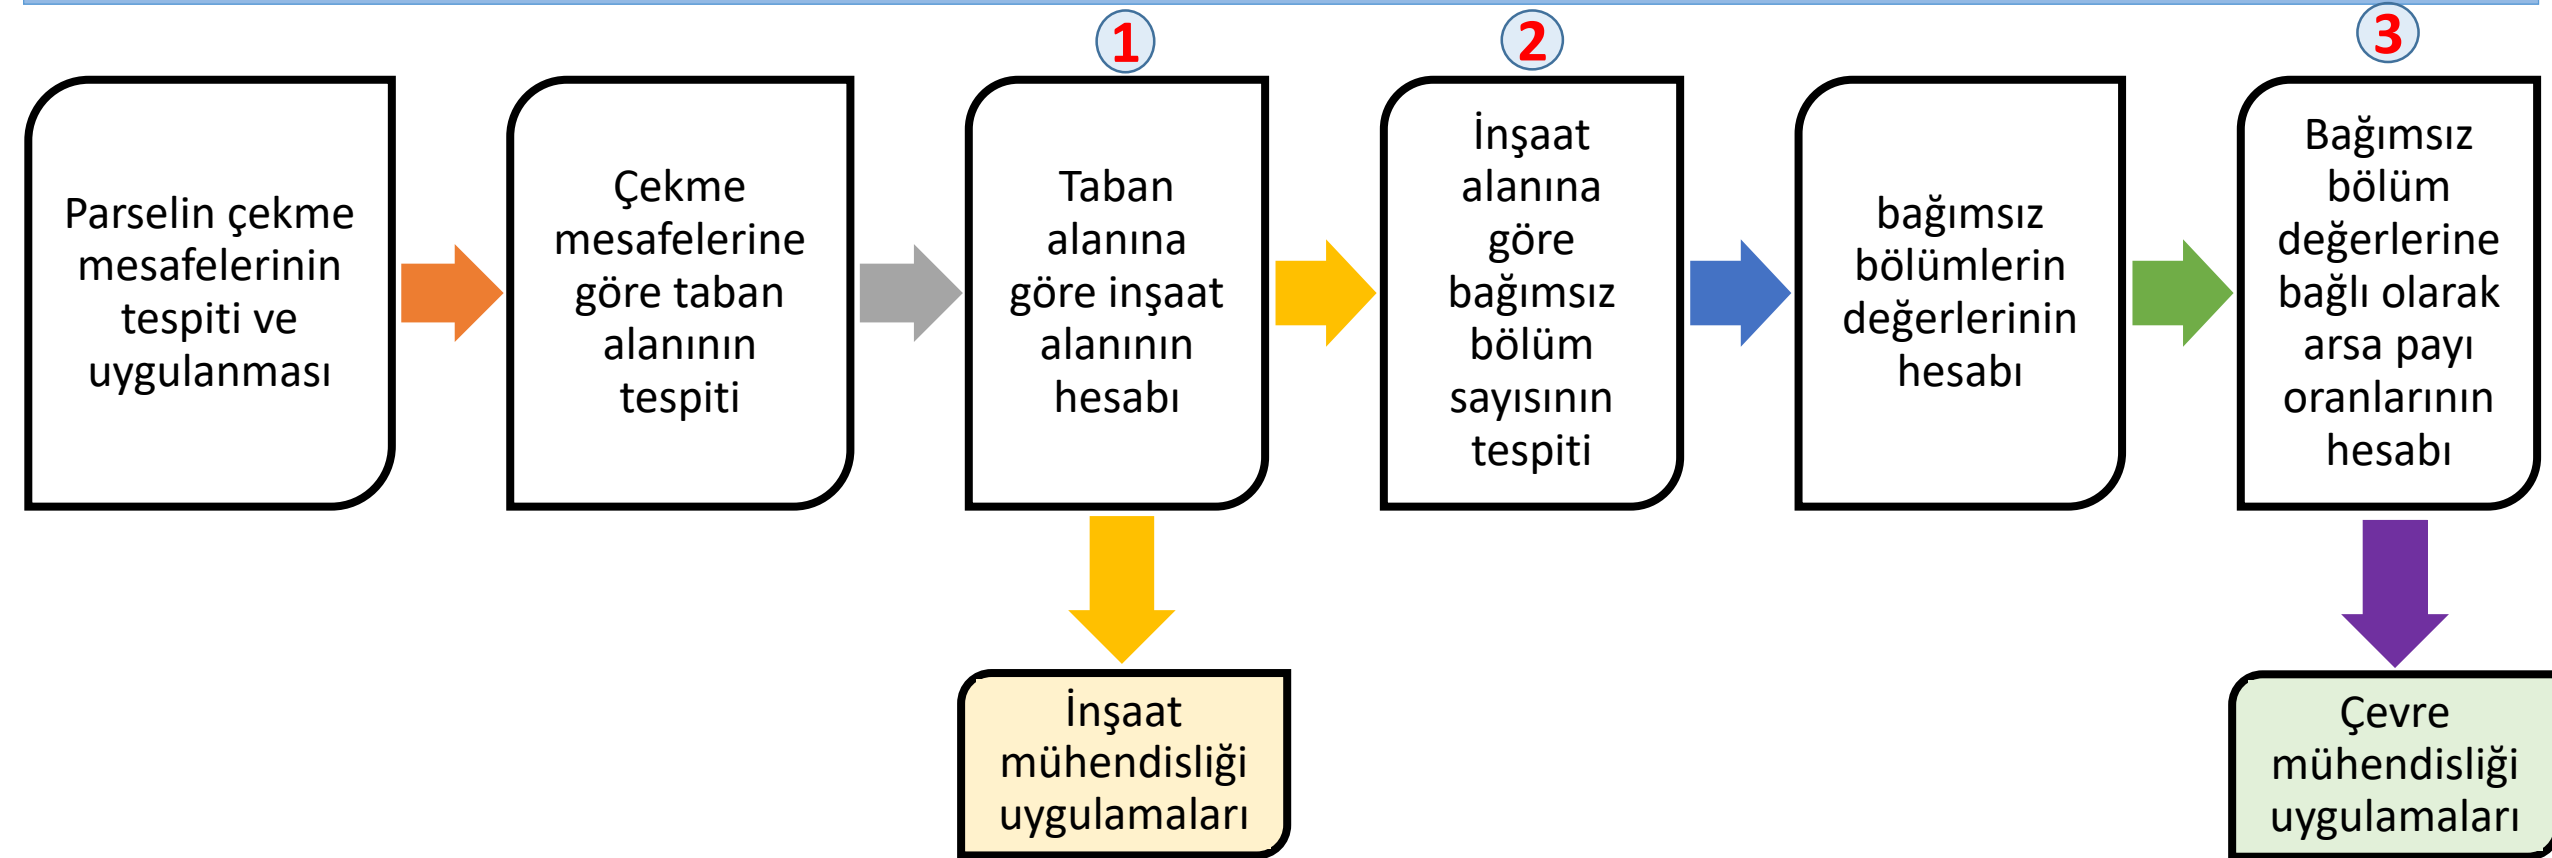 1
2
3
Parselin çekme
mesafelerinin
tespiti ve
uygulanması
Çekme
mesafelerine
göre taban
alanının
tespiti
Taban
alanına
göre inşaat
alanının
hesabı
İnşaat
alanına
göre
bağımsız
bölüm
sayısının
tespiti
bağımsız
bölümlerin
değerlerinin
hesabı
Bağımsız
bölüm
değerlerine
bağlı olarak
arsa payı
oranlarının
hesabı
İnşaat
mühendisliği
uygulamaları
Çevre
mühendisliği
uygulamaları